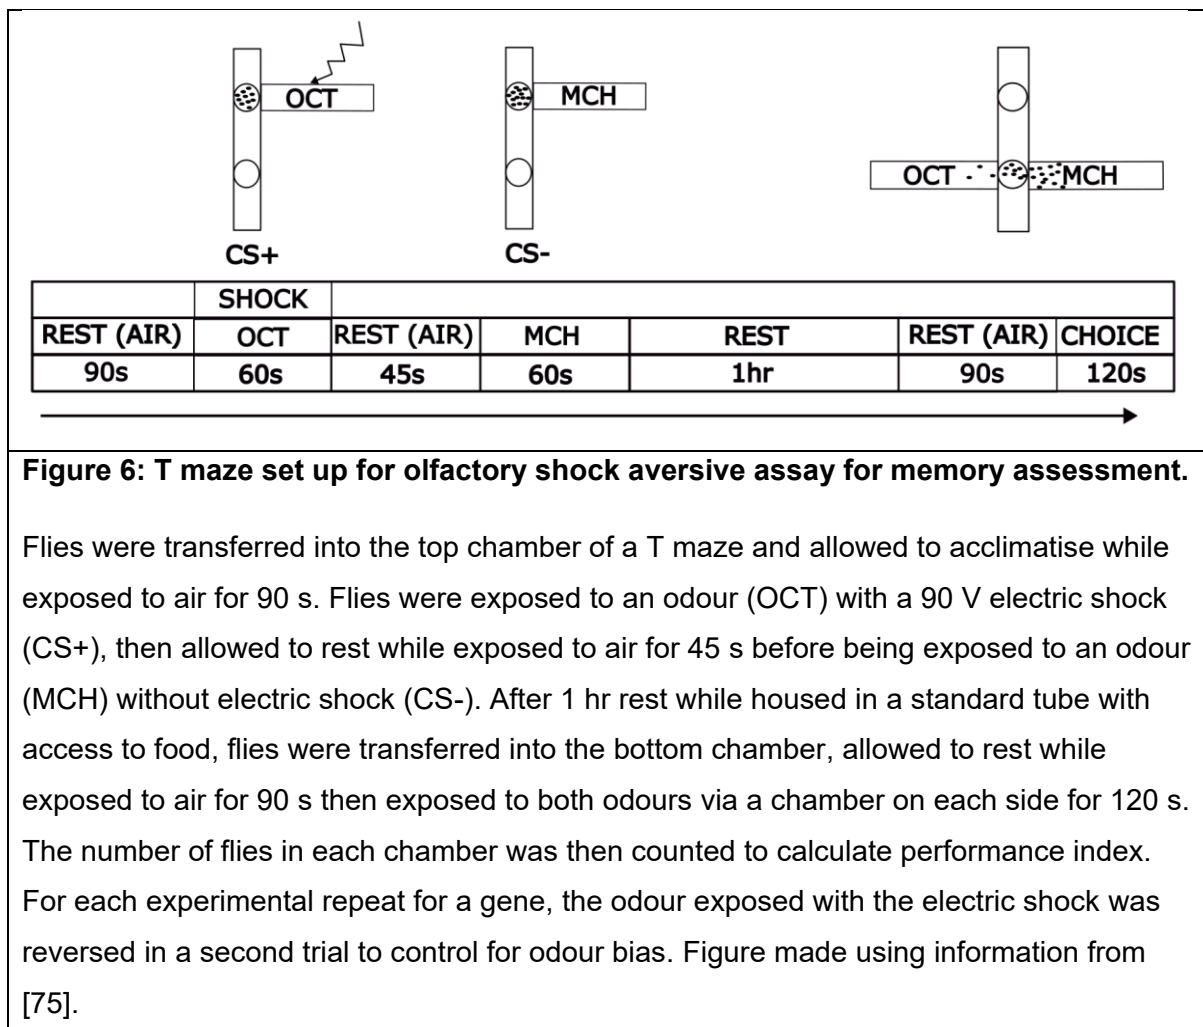 OCT
MCH
OCT MCH
CS+ CS-
SHOCK
REST (AIR) OCT REST (AIR) MCH REST REST (AIR) CHOICE
90s 60s 45s 60s 1hr 90s 120s
Figure 6: T maze set up for olfactory shock aversive assay for memory assessment.
Flies were transferred into the top chamber of a T maze and allowed to acclimatise while
exposed to air for 90 s. Flies were exposed to an odour (OCT) with a 90 V electric shock
(CS+), then allowed to rest while exposed to air for 45 s before being exposed to an odour
(MCH) without electric shock (CS-). After 1 hr rest while housed in a standard tube with
access to food, flies were transferred into the bottom chamber, allowed to rest while
exposed to air for 90 s then exposed to both odours via a chamber on each side for 120 s.
The number of flies in each chamber was then counted to calculate performance index.
For each experimental repeat for a gene, the odour exposed with the electric shock was
reversed in a second trial to control for odour bias. Figure made using information from
[75].